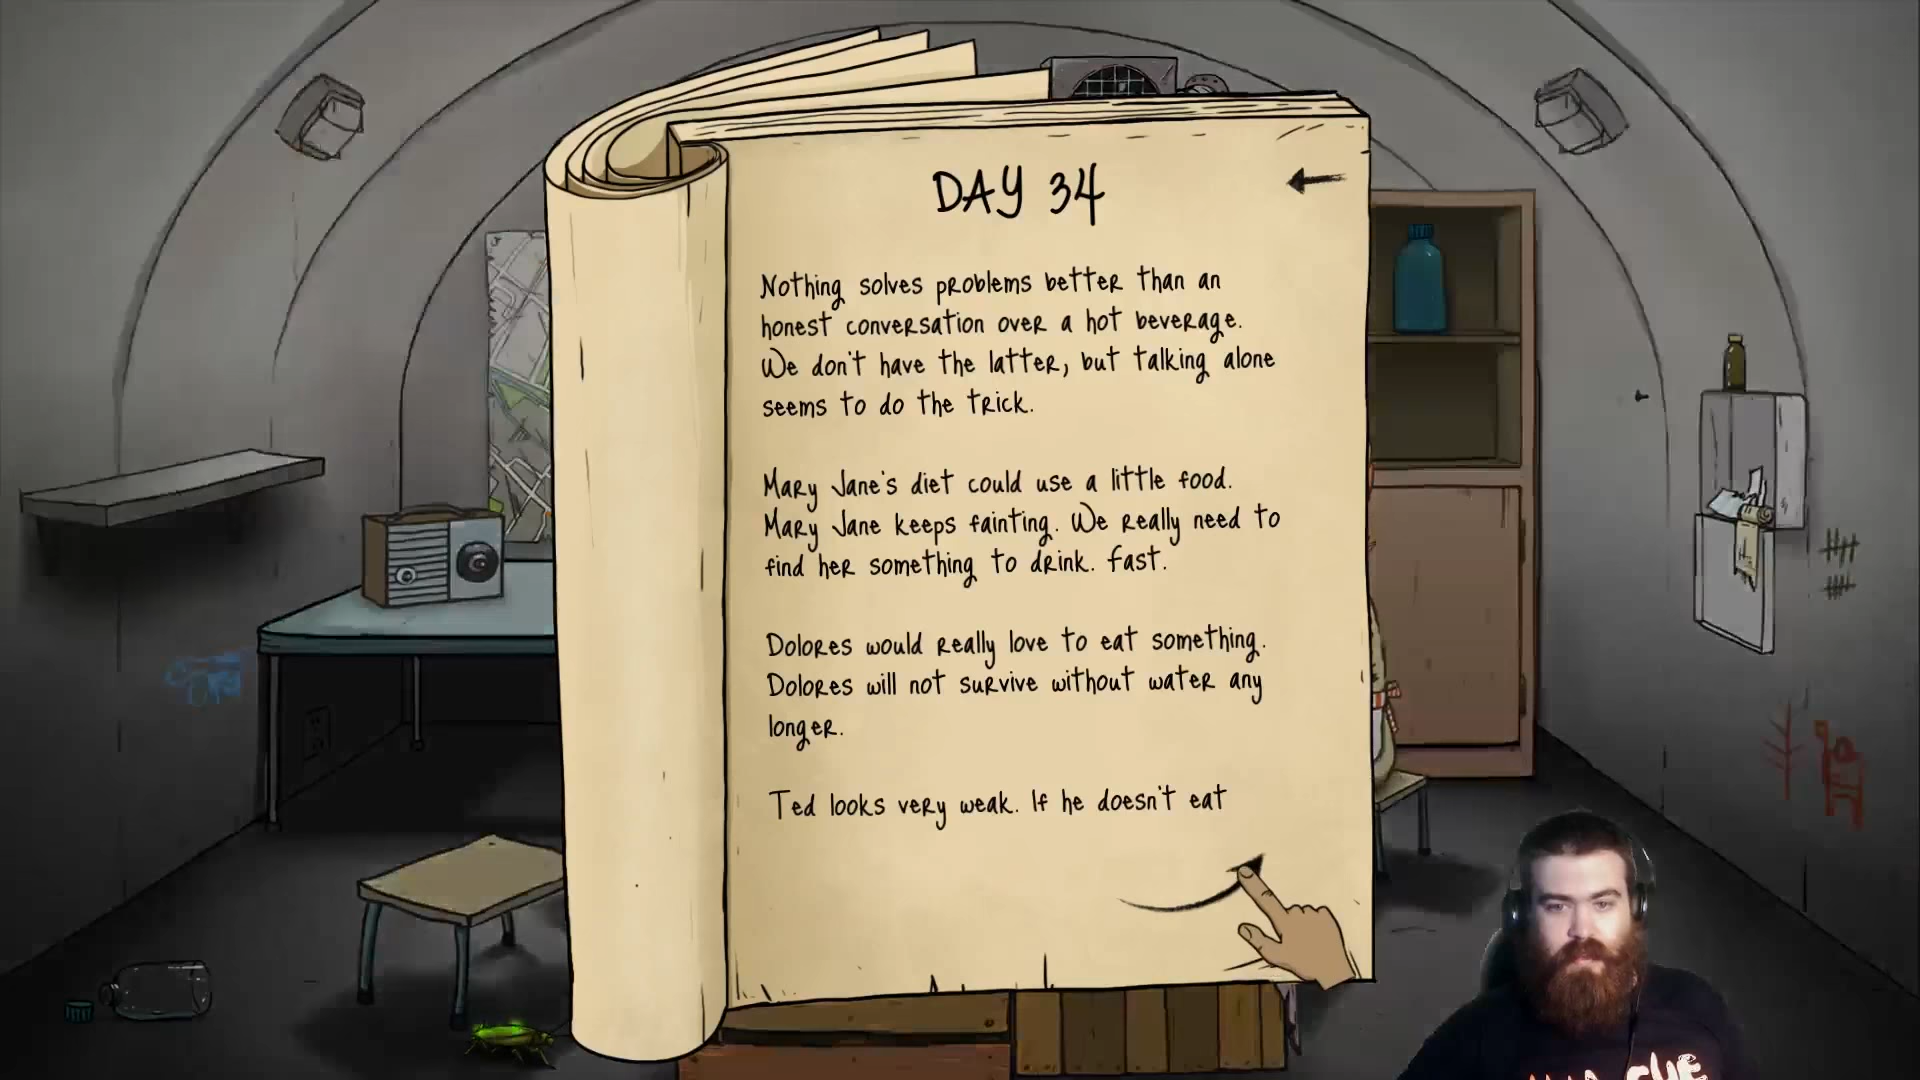 DAY 34
Nothing solves problems better than an
honest conversation over a hot beverage.
We don't have the latter, but talking alone
seems to do the trick.
Mary Jane's diet could use a little food.
Mary Jane keeps fainting. We really need to
find her something to drink. Fast.
Dolores would really love to eat something.
Dolores will not survive without water any
longer.
Ted looks very weak. If he doesn't eat